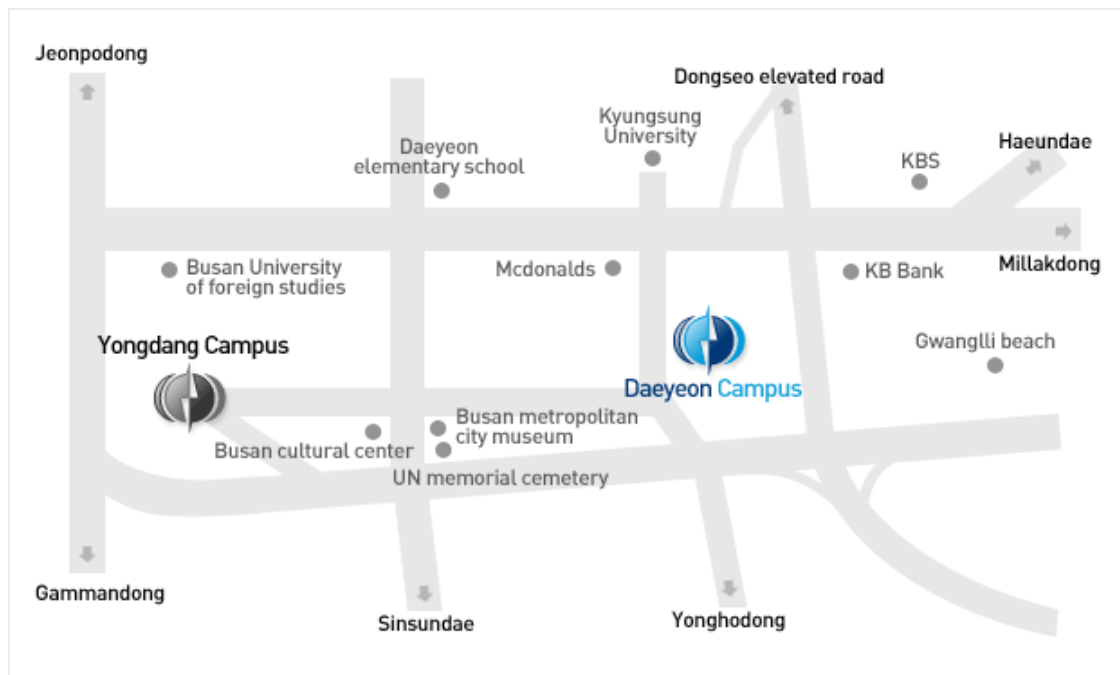 Jeonpodong
Dongseo elevated road
Kyungsung
University
Daeyeon
elementary school
Haeundae
KBS
Busan University
of foreign studies
Mcdonalds
KB Bank
Millakdong
Yongdang Campus
Gwanglli beach
Daeyeon Campus
Busan metropolitan
city museum
Busan cultural center
UN memorial cemetery
Gammandong
Sinsundae
Yonghodong